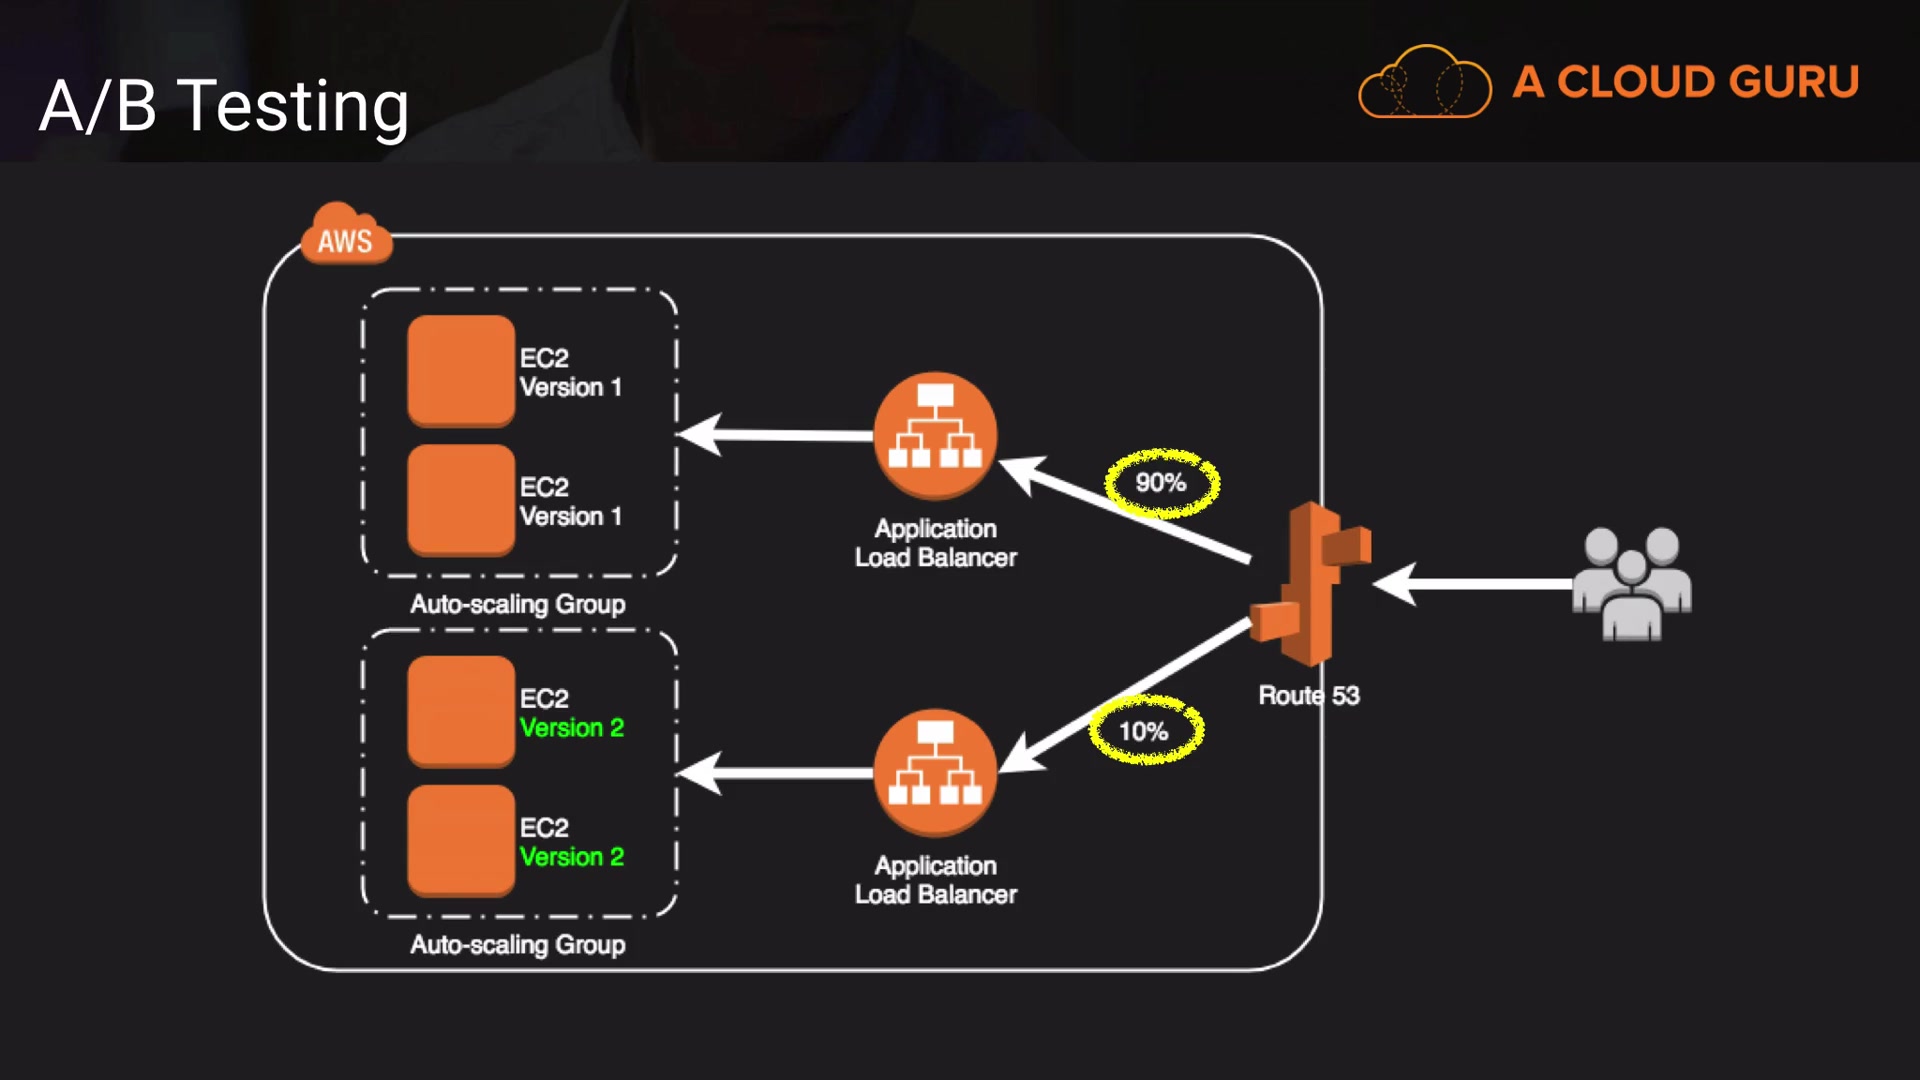 A/B Testing
A CLOUD GURU
AWS
EC2
Version 1
EC2
Version 1
Auto-scaling Group
Application
Load Balancer
90%
Route 53
10%
EC2
Version 2
EC2
Version 2
Auto-scaling Group
Application
Load Balancer